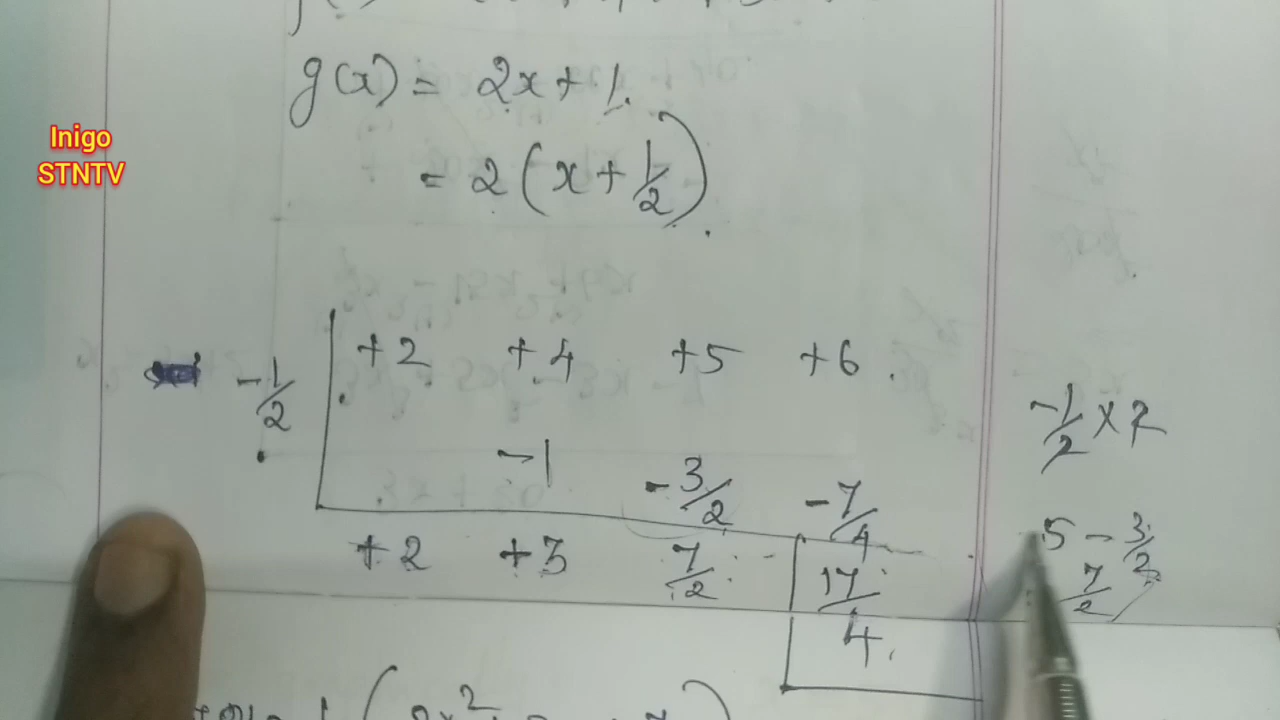 Inigo
STNTV
g(x) = 2x + 1.
= 2 (x + 1/2)
-1/2 | +2 +4 +5 +6
-1 -3/2 -7/4
+2 +3 7/2 17/4
-1/2 × 2
5 - 3/2
7/2